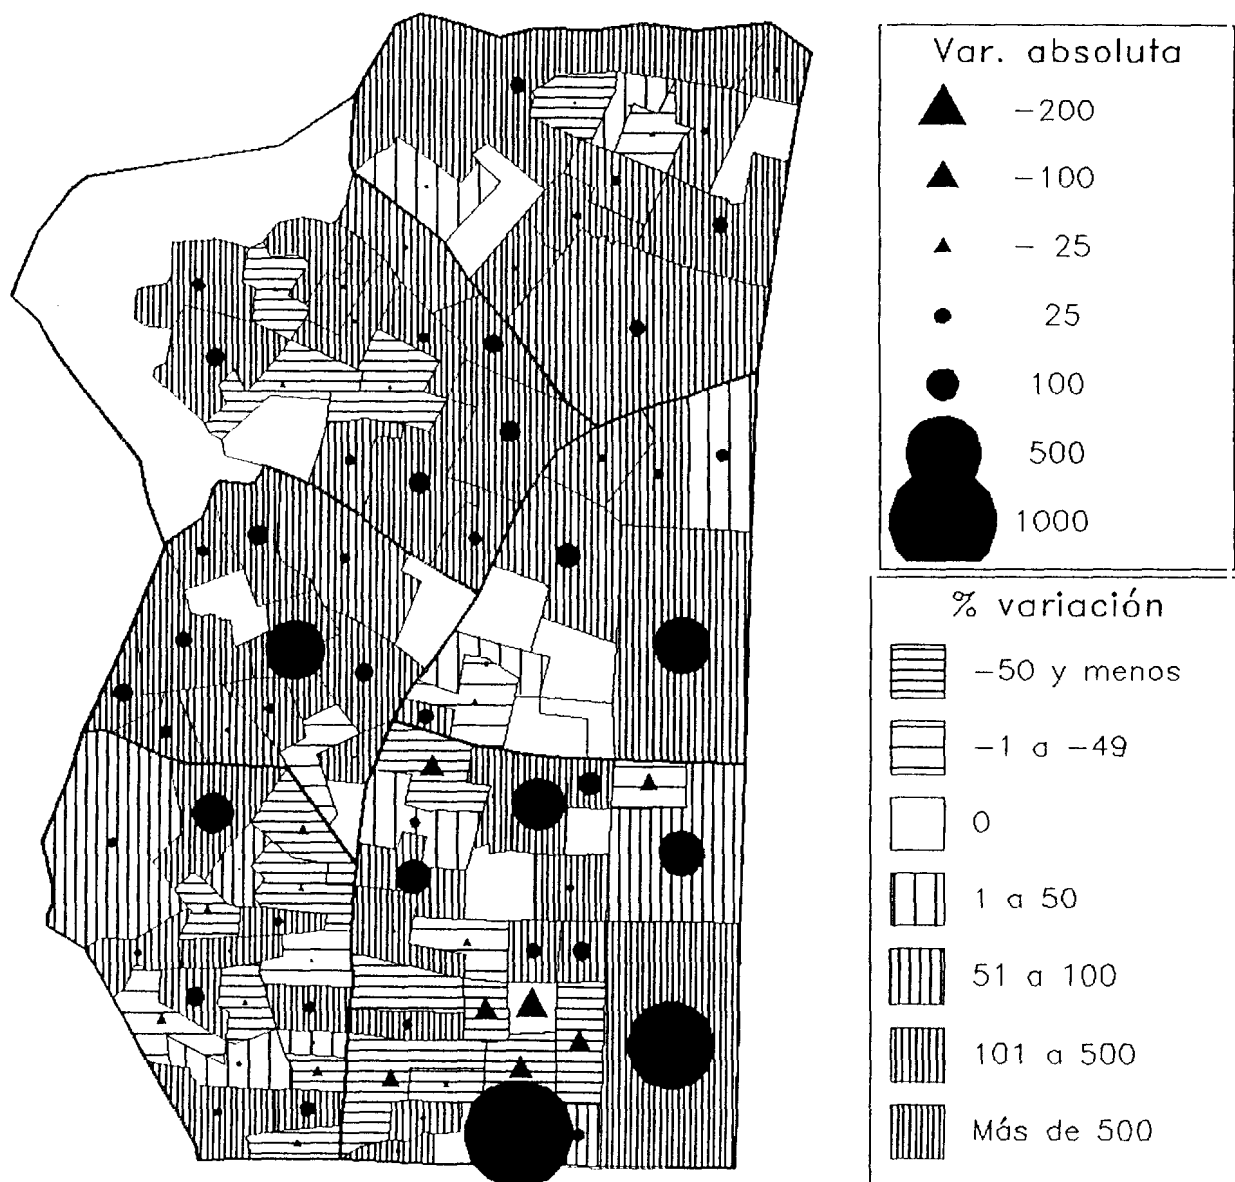 Var. absoluta
-200
-100
- 25
25
100
500
1000
% variación
-50 y menos
-1 a -49
0
1 a 50
51 a 100
101 a 500
Más de 500